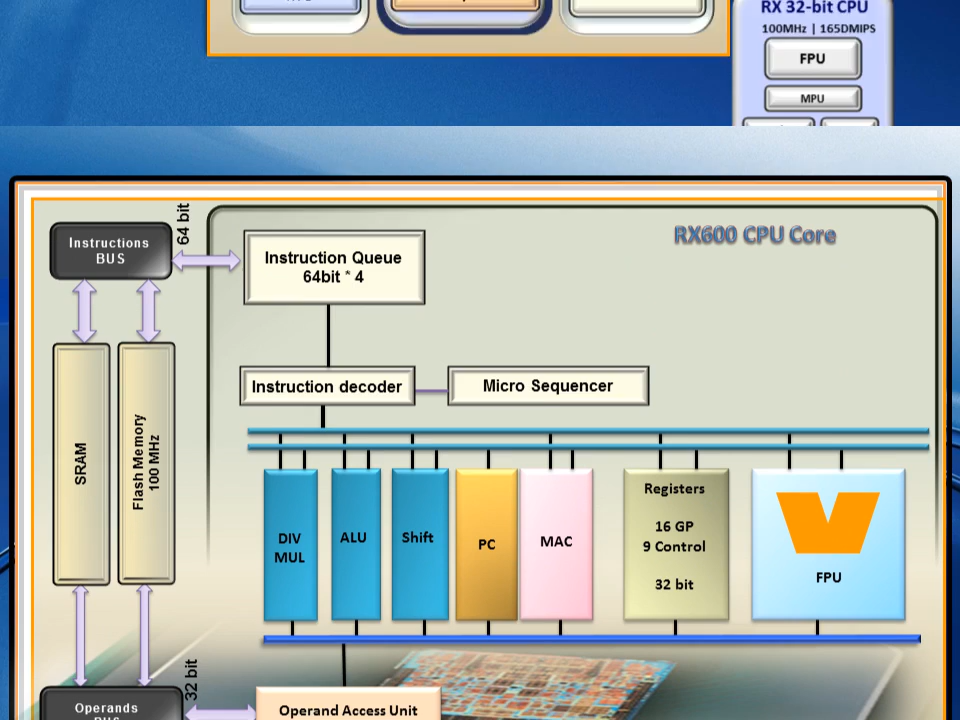 RX 32-bit CPU
100MHz | 165DMIPS
FPU
MPU
RX600 CPU Core
Instructions
BUS
64 bit
Instruction Queue
64bit * 4
Instruction decoder
Micro Sequencer
SRAM
Flash Memory
100 MHz
DIV
MUL
ALU
Shift
PC
MAC
Registers
16 GP
9 Control
32 bit
FPU
32 bit
Operands
BUS
Operand Access Unit